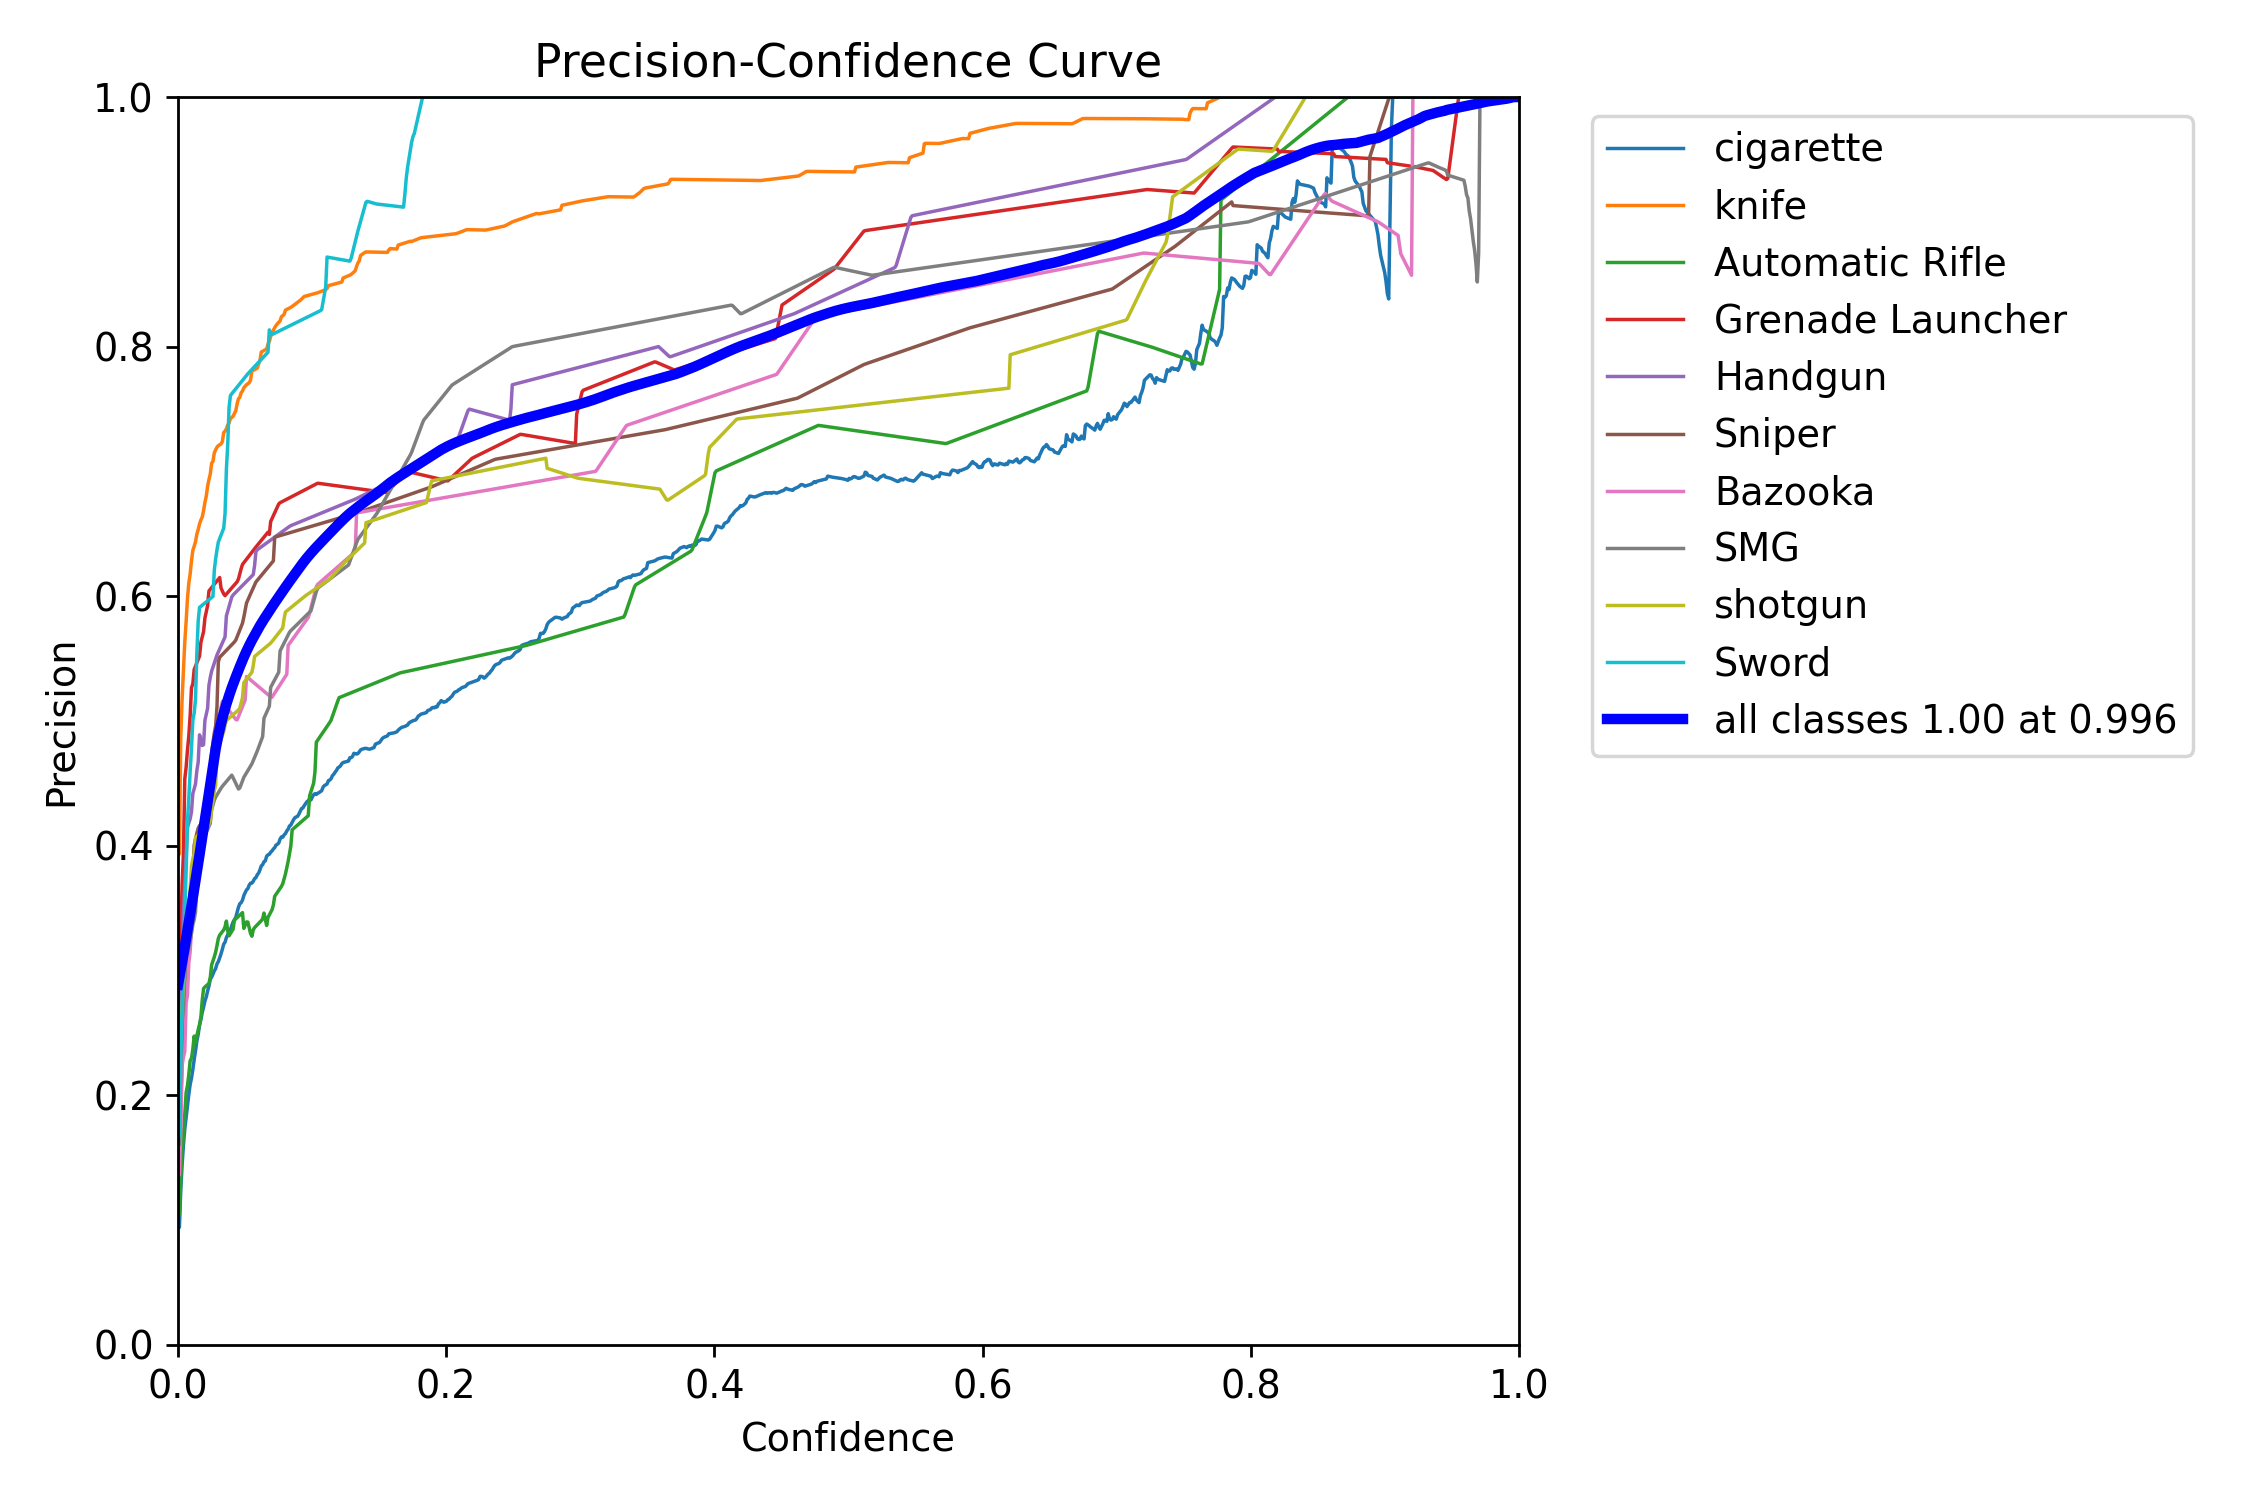 Precision-Confidence Curve
1.0
0.8
0.6
0.4
0.2
0.0
Precision
0.0 0.2 0.4 0.6 0.8 1.0
Confidence
cigarette
knife
Automatic Rifle
Grenade Launcher
Handgun
Sniper
Bazooka
SMG
shotgun
Sword
all classes 1.00 at 0.996